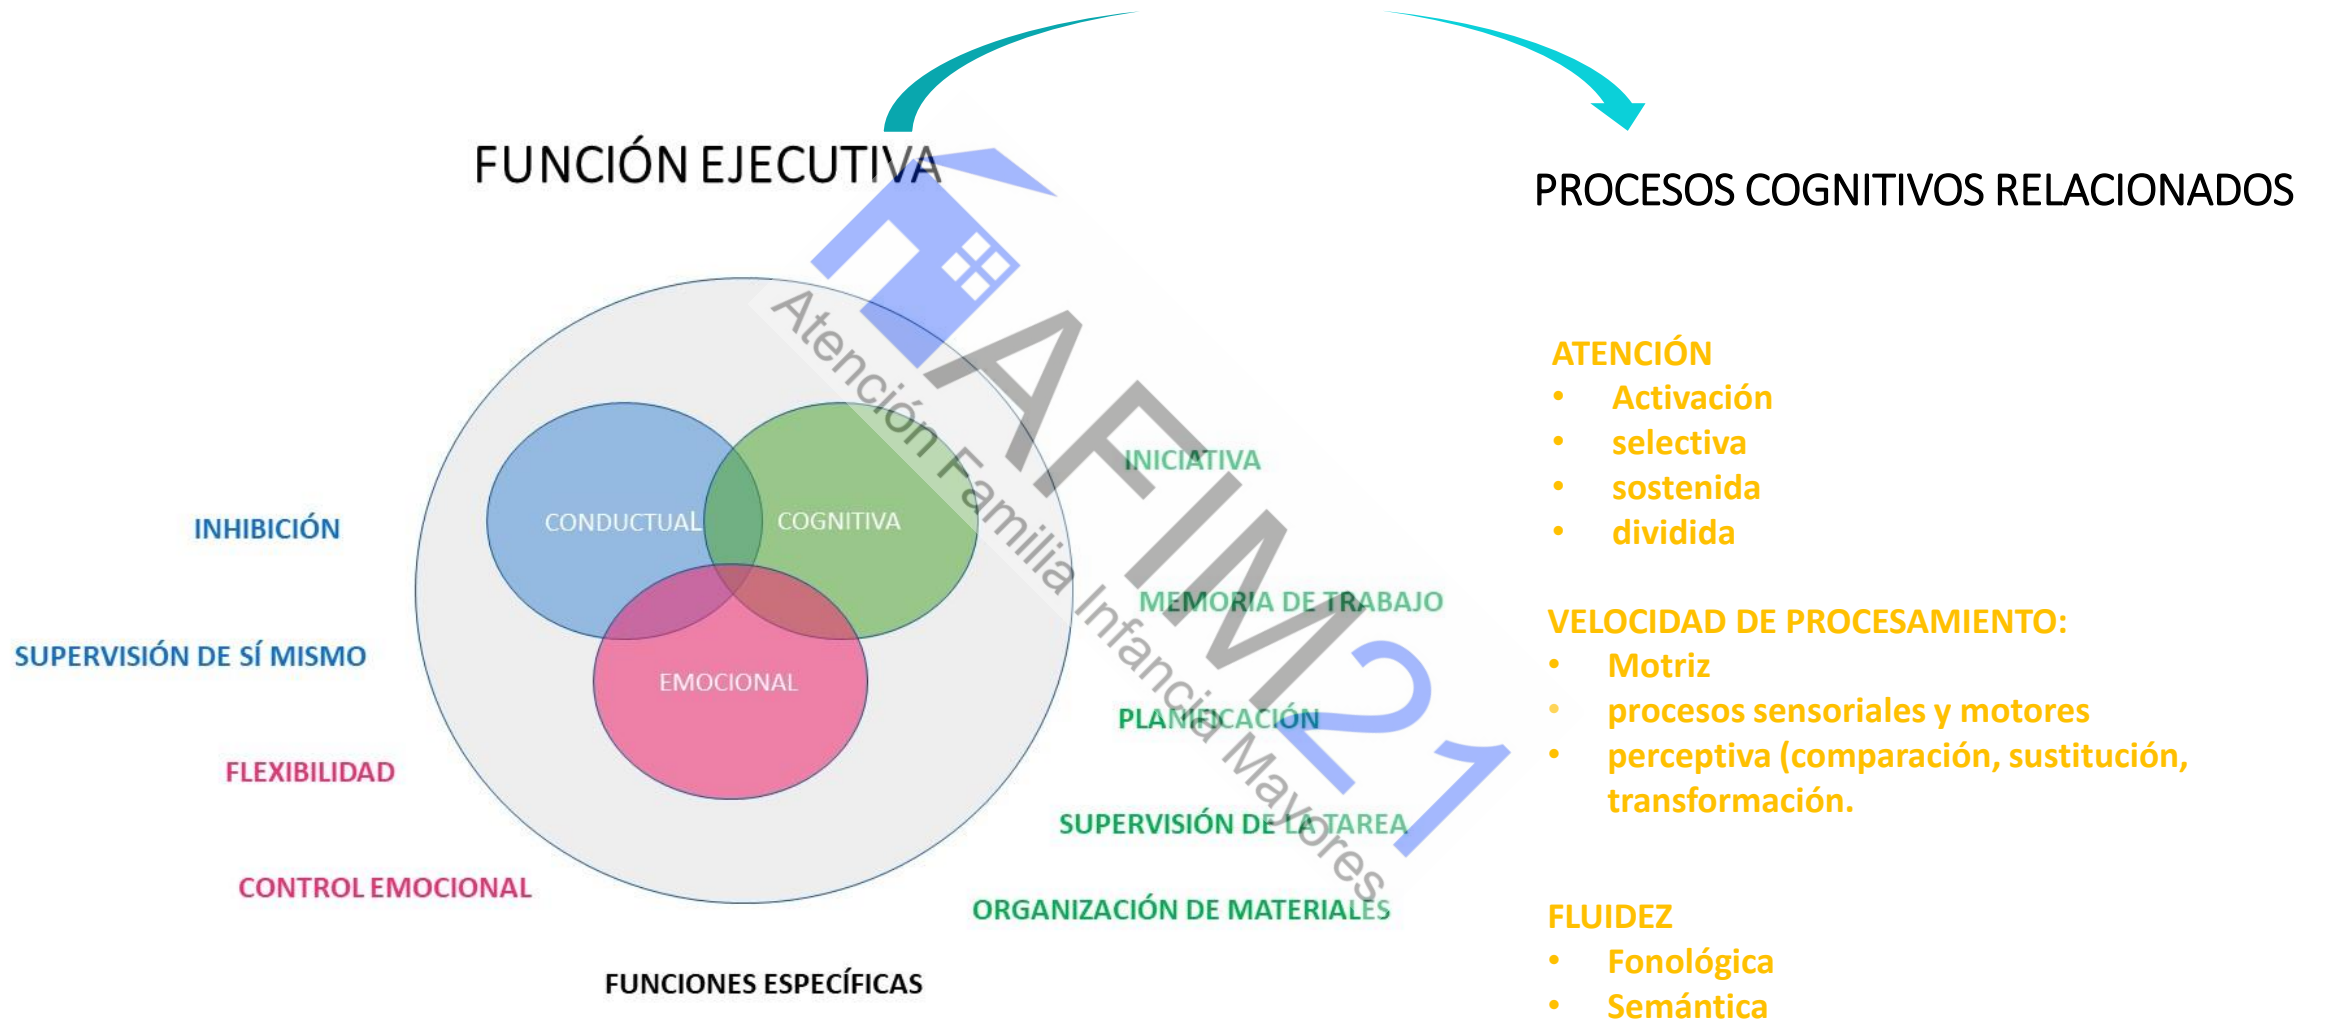 FUNCIÓN EJECUTIVA
CONDUCTUAL
COGNITIVA
EMOCIONAL
INHIBICIÓN
SUPERVISIÓN DE SÍ MISMO
FLEXIBILIDAD
CONTROL EMOCIONAL
INICIATIVA
MEMORIA DE TRABAJO
PLANIFICACIÓN
SUPERVISIÓN DE LA TAREA
ORGANIZACIÓN DE MATERIALES
FUNCIONES ESPECÍFICAS
AFIM21
Atención Familia Infancia Mayores
PROCESOS COGNITIVOS RELACIONADOS
ATENCIÓN
• Activación
• selectiva
• sostenida
• dividida
VELOCIDAD DE PROCESAMIENTO:
• Motriz
• procesos sensoriales y motores
• perceptiva (comparación, sustitución,
transformación.
FLUIDEZ
• Fonológica
• Semántica